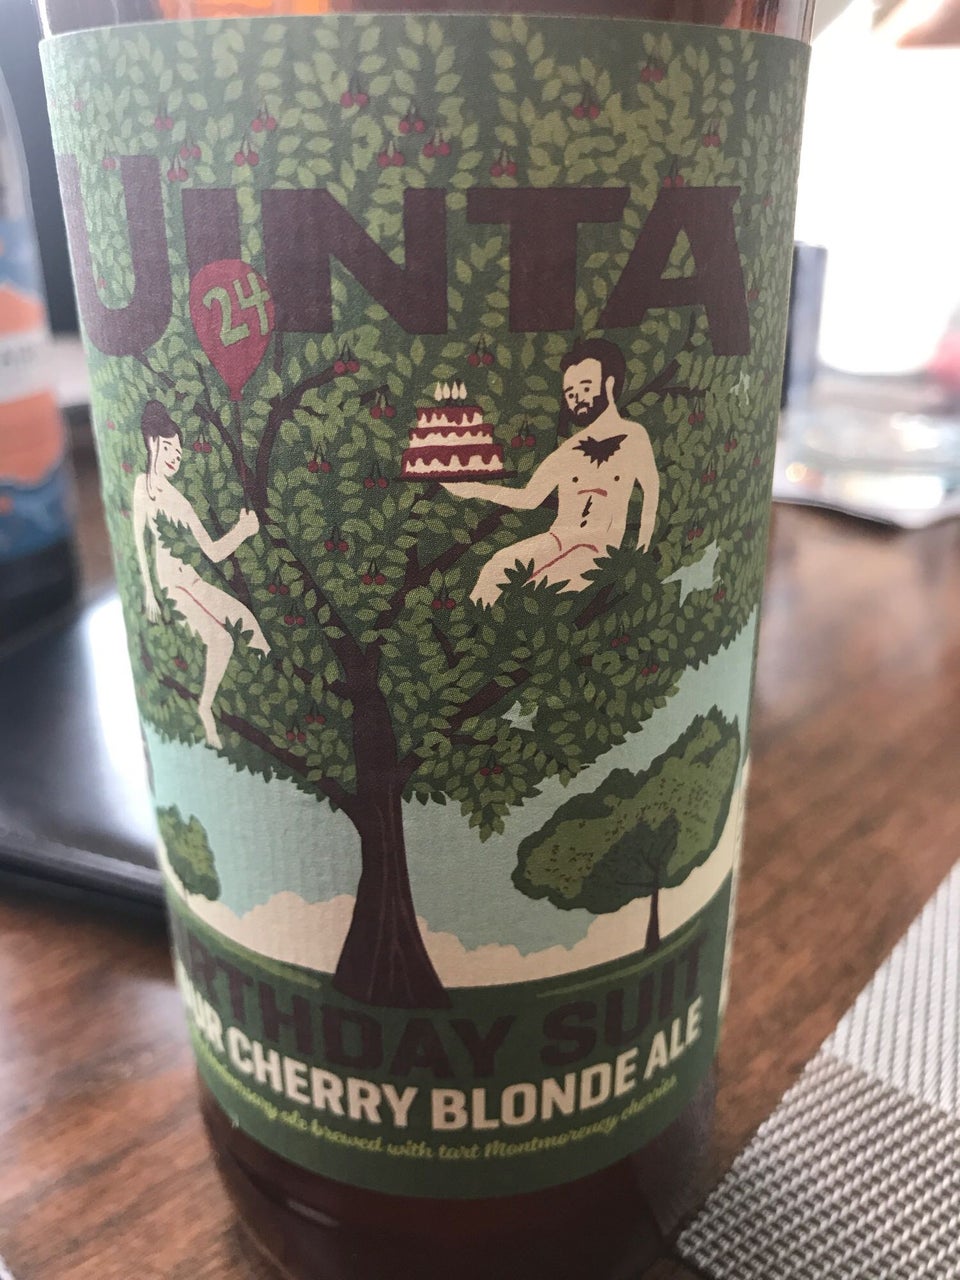 UINTA
24
RTHDAY SUIT
UR CHERRY BLONDE ALE
ale brewed with tart Montmorency cherries